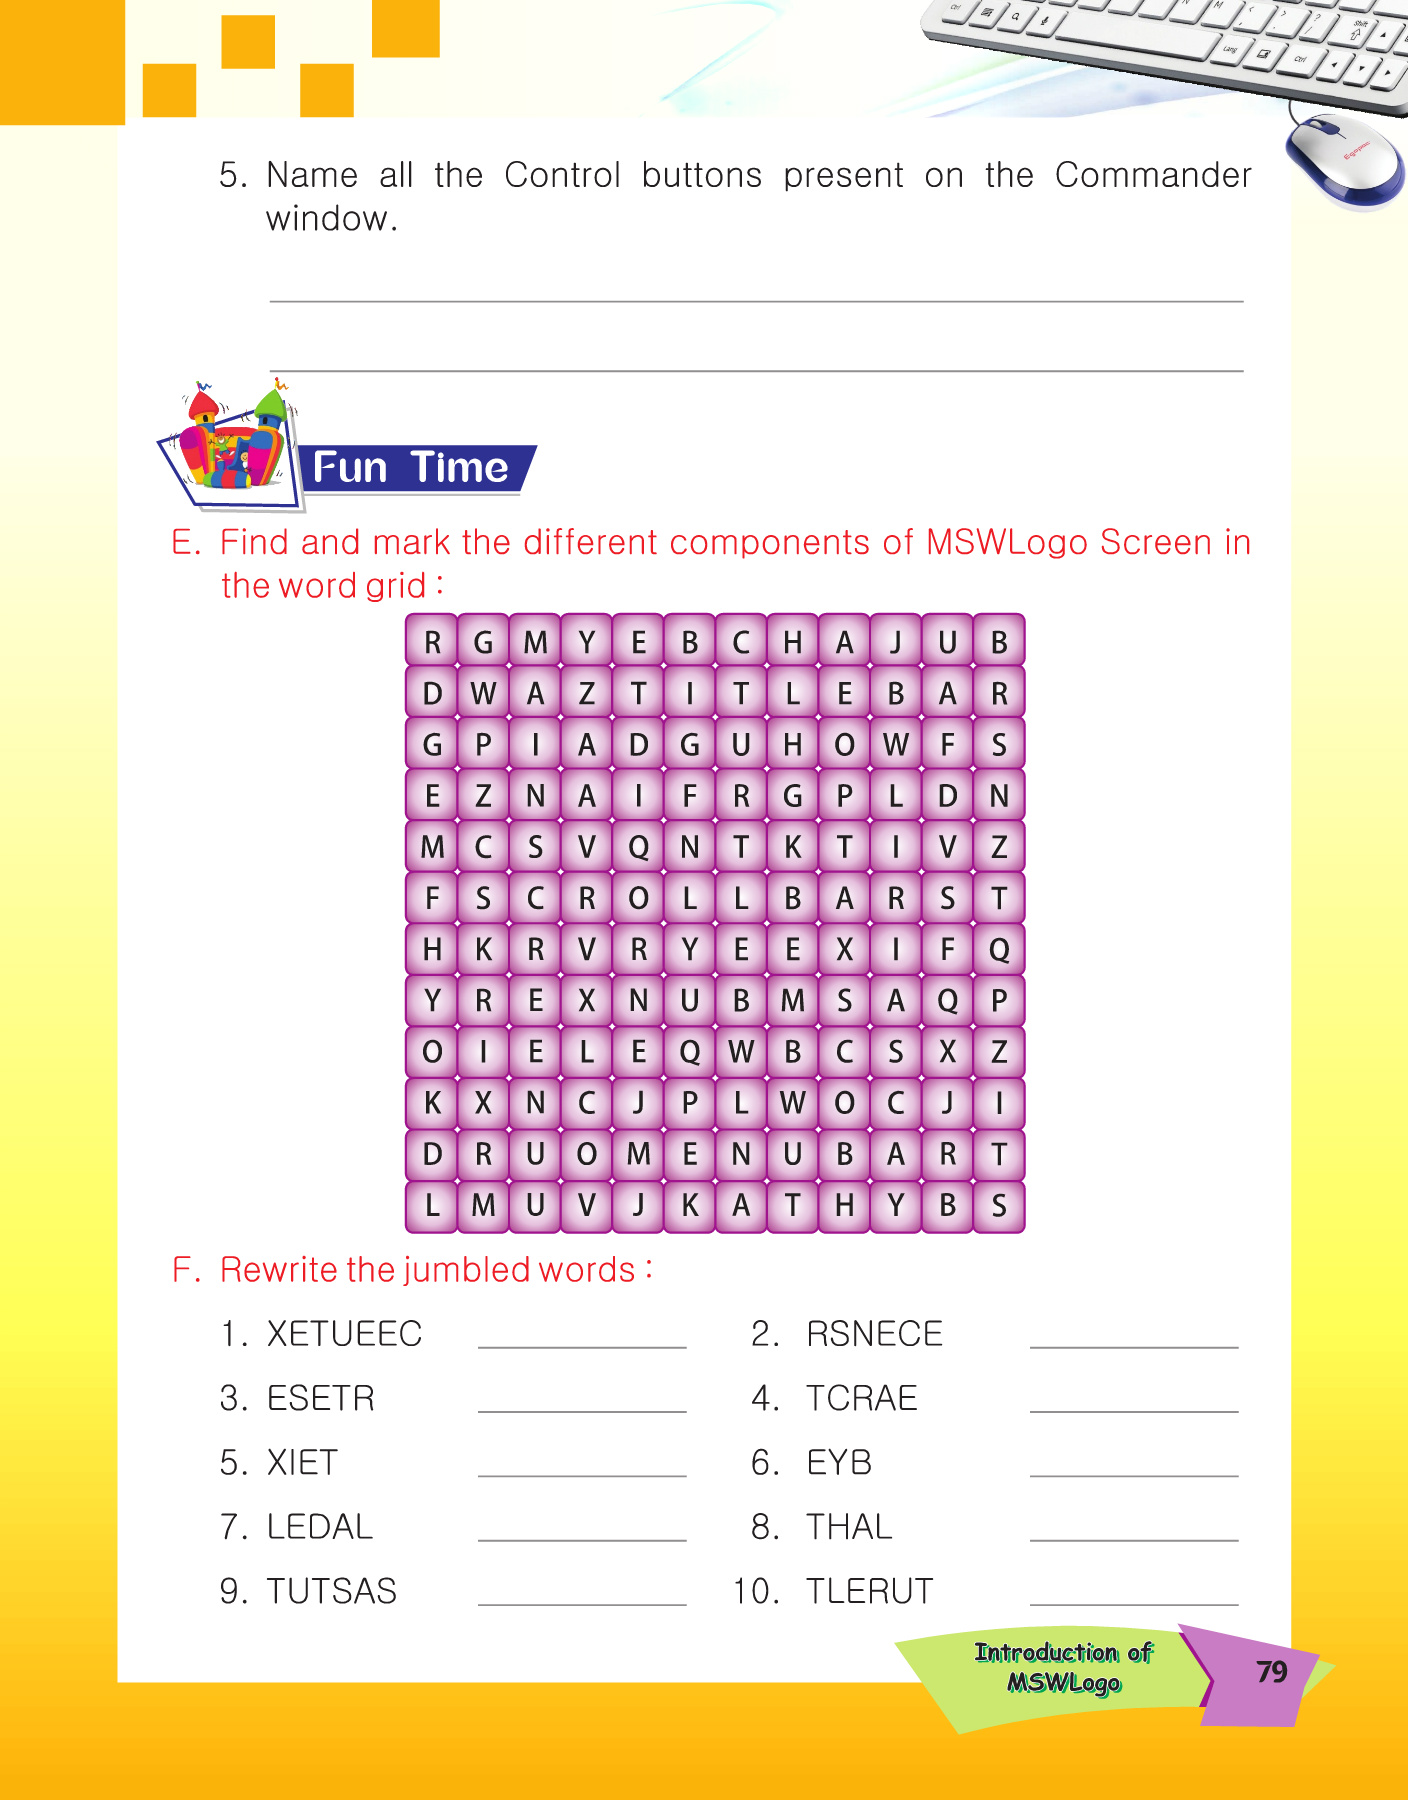 5. Name all the Control buttons present on the Commander
window.
Fun Time
E. Find and mark the different components of MSWLogo Screen in
the word grid :
R G M Y E B C H A J U B
D W A Z T I T L E B A R
G P I A D G U H O W F S
E Z N A I F R G P L D N
M C S V Q N T K T I V Z
F S C R O L L B A R S T
H K R V R Y E E X I F Q
Y R E X N U B M S A Q P
O I E L E Q W B C S X Z
K X N C J P L W O C J I
D R U O M E N U B A R T
L M U V J K A T H Y B S
F. Rewrite the jumbled words :
1. XETUEEC 2. RSNECE
3. ESETR 4. TCRAE
5. XIET 6. EYB
7. LEDAL 8. THAL
9. TUTSAS 10. TLERUT
Introduction of
MSWLogo
79